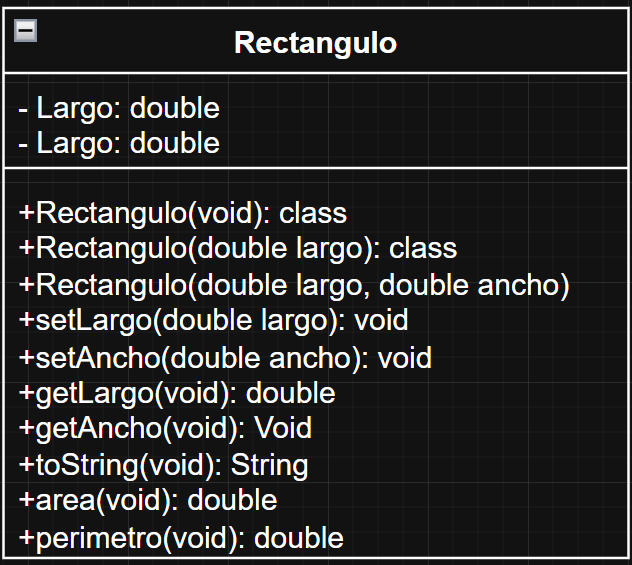 Rectangulo
- Largo: double
- Largo: double
+Rectangulo(void): class
+Rectangulo(double largo): class
+Rectangulo(double largo, double ancho)
+setLargo(double largo): void
+setAncho(double ancho): void
+getLargo(void): double
+getAncho(void): Void
+toString(void): String
+area(void): double
+perimetro(void): double